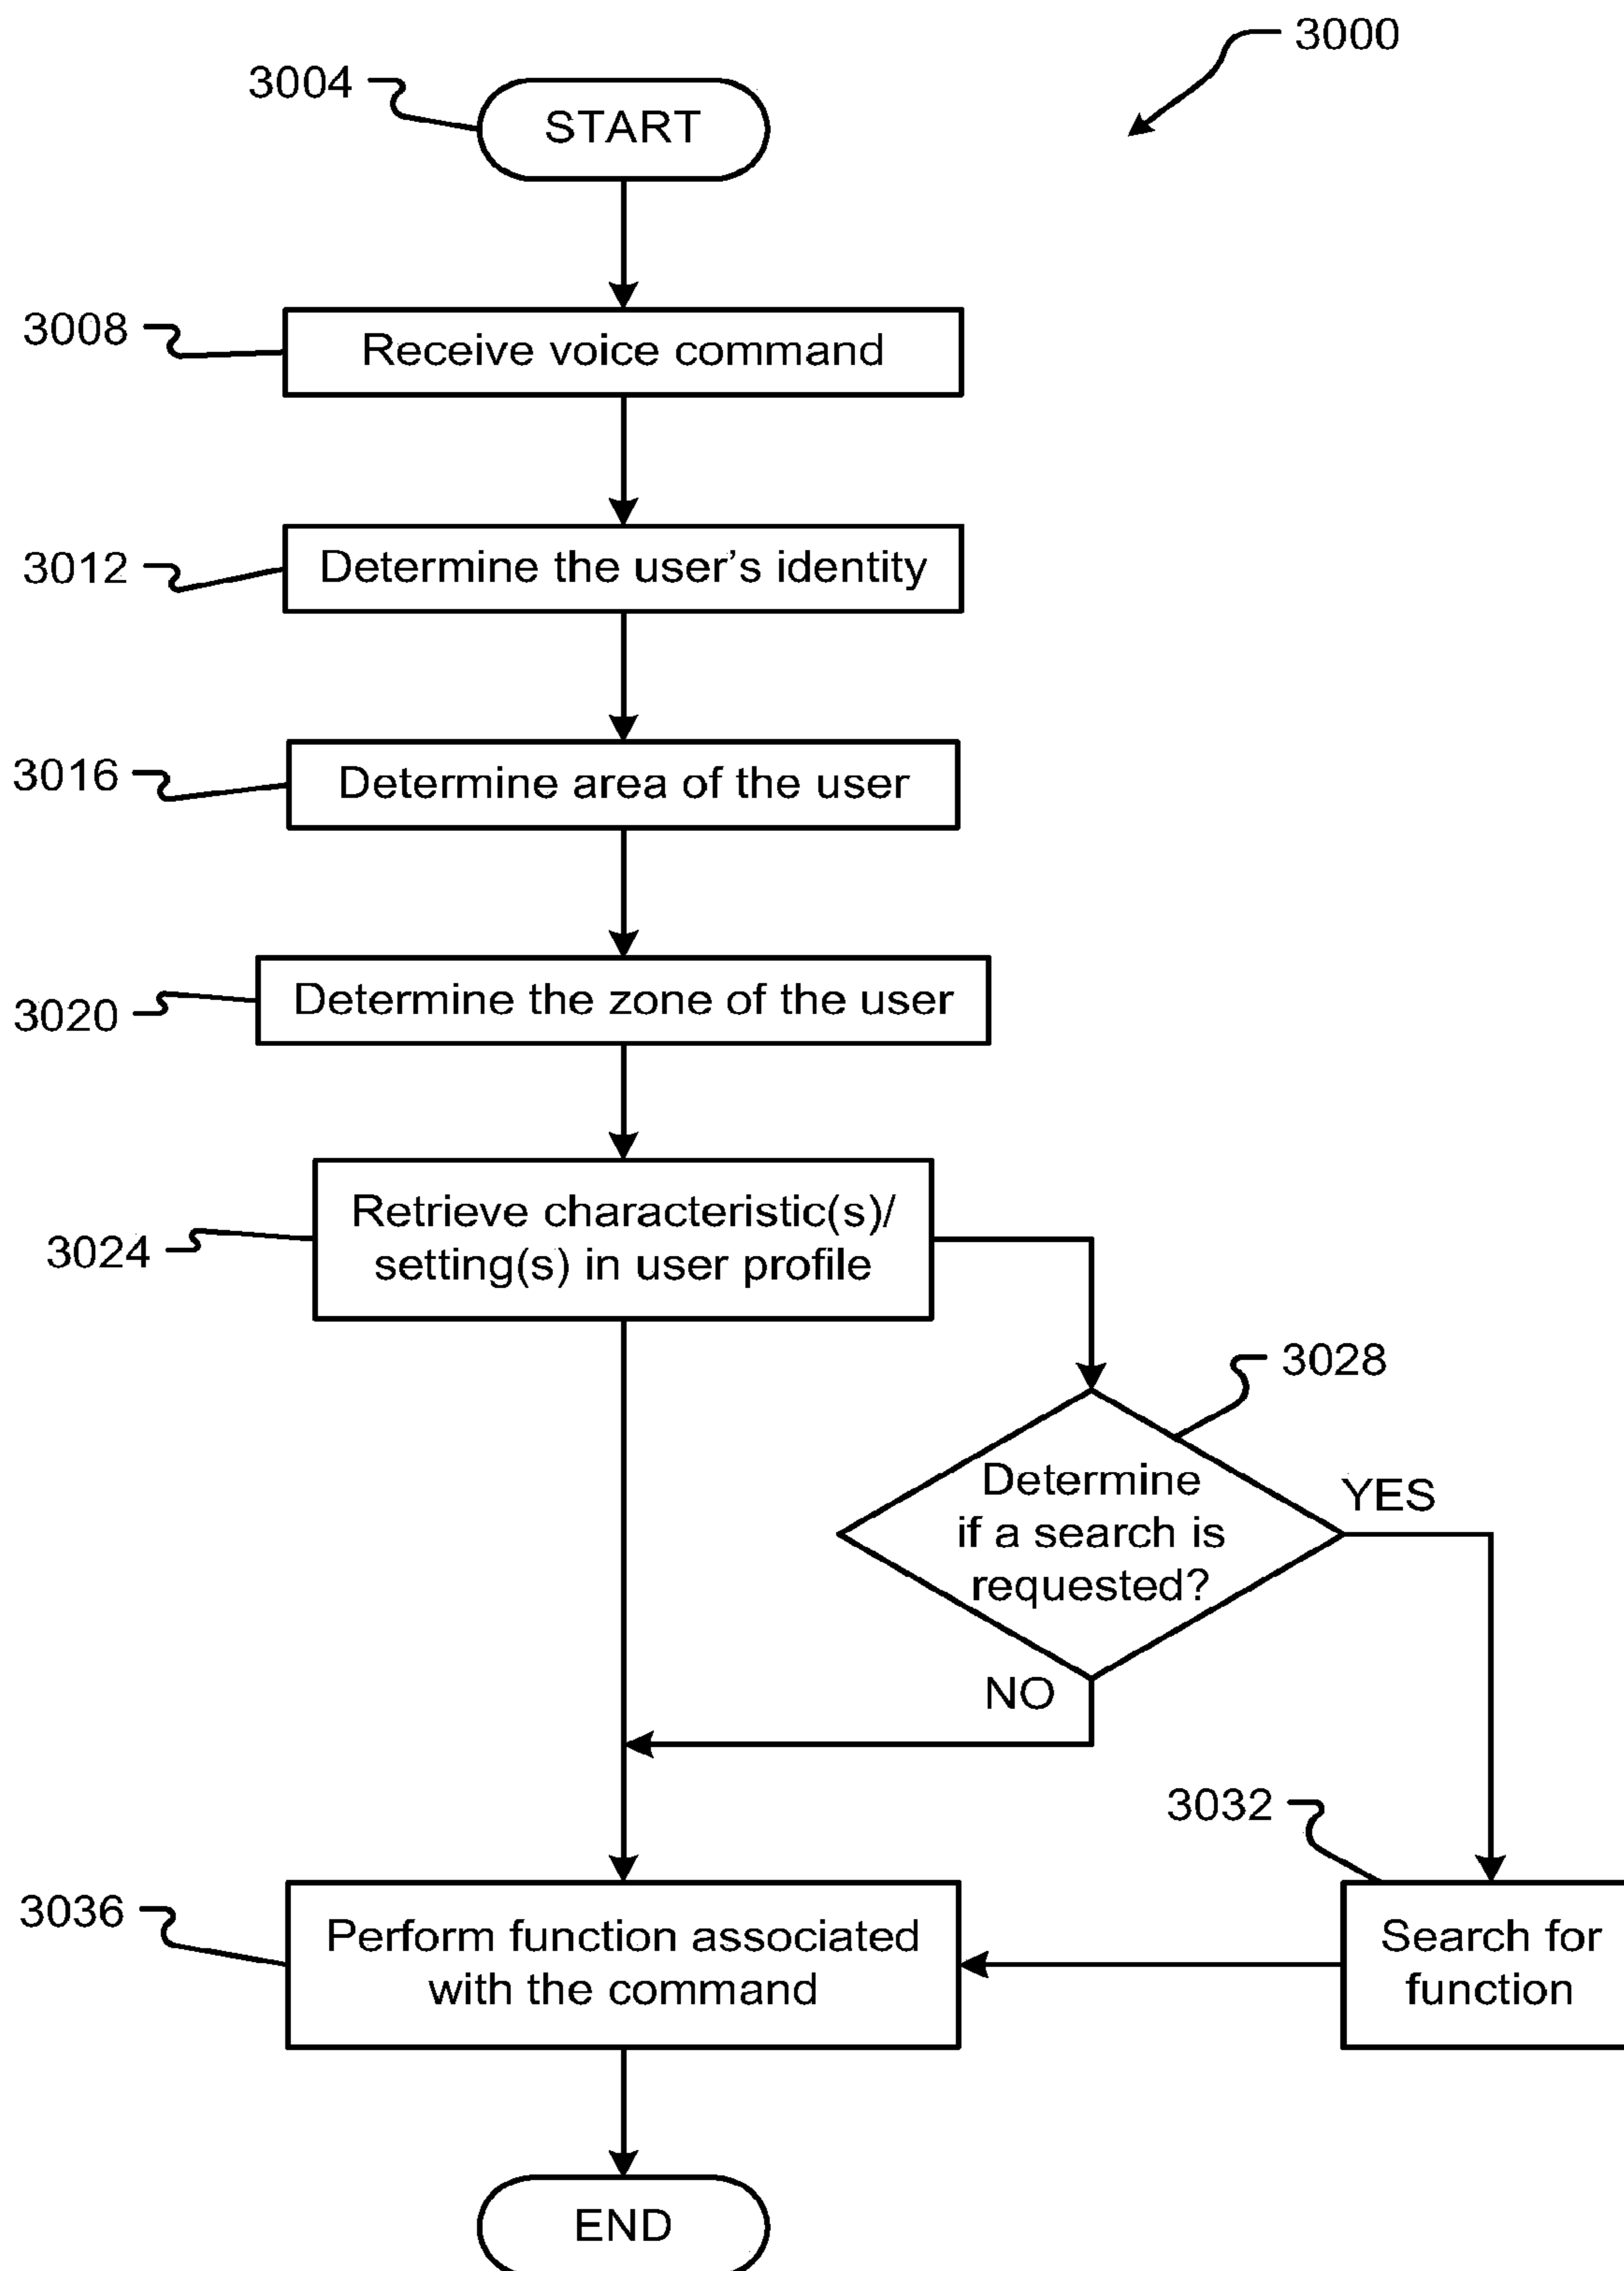 3000
3004
START
3008
Receive voice command
3012
Determine the user's identity
3016
Determine area of the user
3020
Determine the zone of the user
3024
Retrieve characteristic(s)/
setting(s) in user profile
3028
Determine
if a search is
requested?
YES
NO
3032
3036
Perform function associated
with the command
Search for
function
END